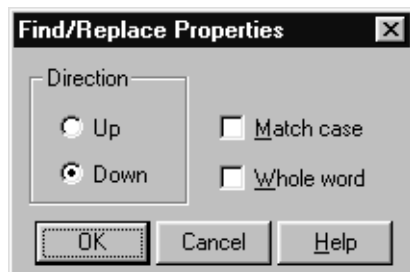 Find/Replace Properties
Direction
Up
Match case
Down
Whole word
OK Cancel Help